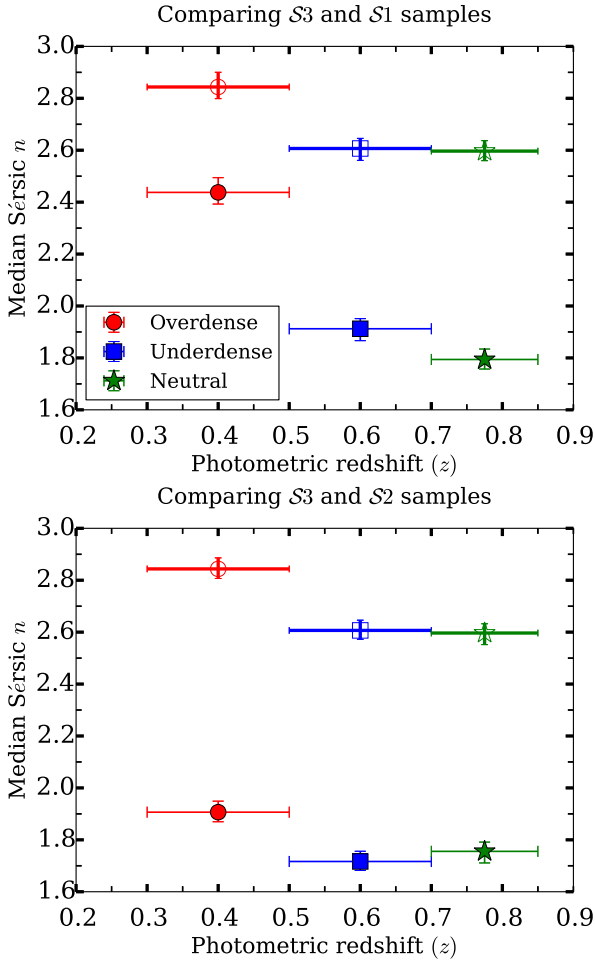 Comparing S3 and S1 samples
3.0
2.8
2.6
2.4
2.2
2.0
1.8
1.6
Median Sérsic n
Overdense
Underdense
Neutral
0.2 0.3 0.4 0.5 0.6 0.7 0.8 0.9
Photometric redshift (z)
Comparing S3 and S2 samples
3.0
2.8
2.6
2.4
2.2
2.0
1.8
1.6
Median Sérsic n
0.2 0.3 0.4 0.5 0.6 0.7 0.8 0.9
Photometric redshift (z)